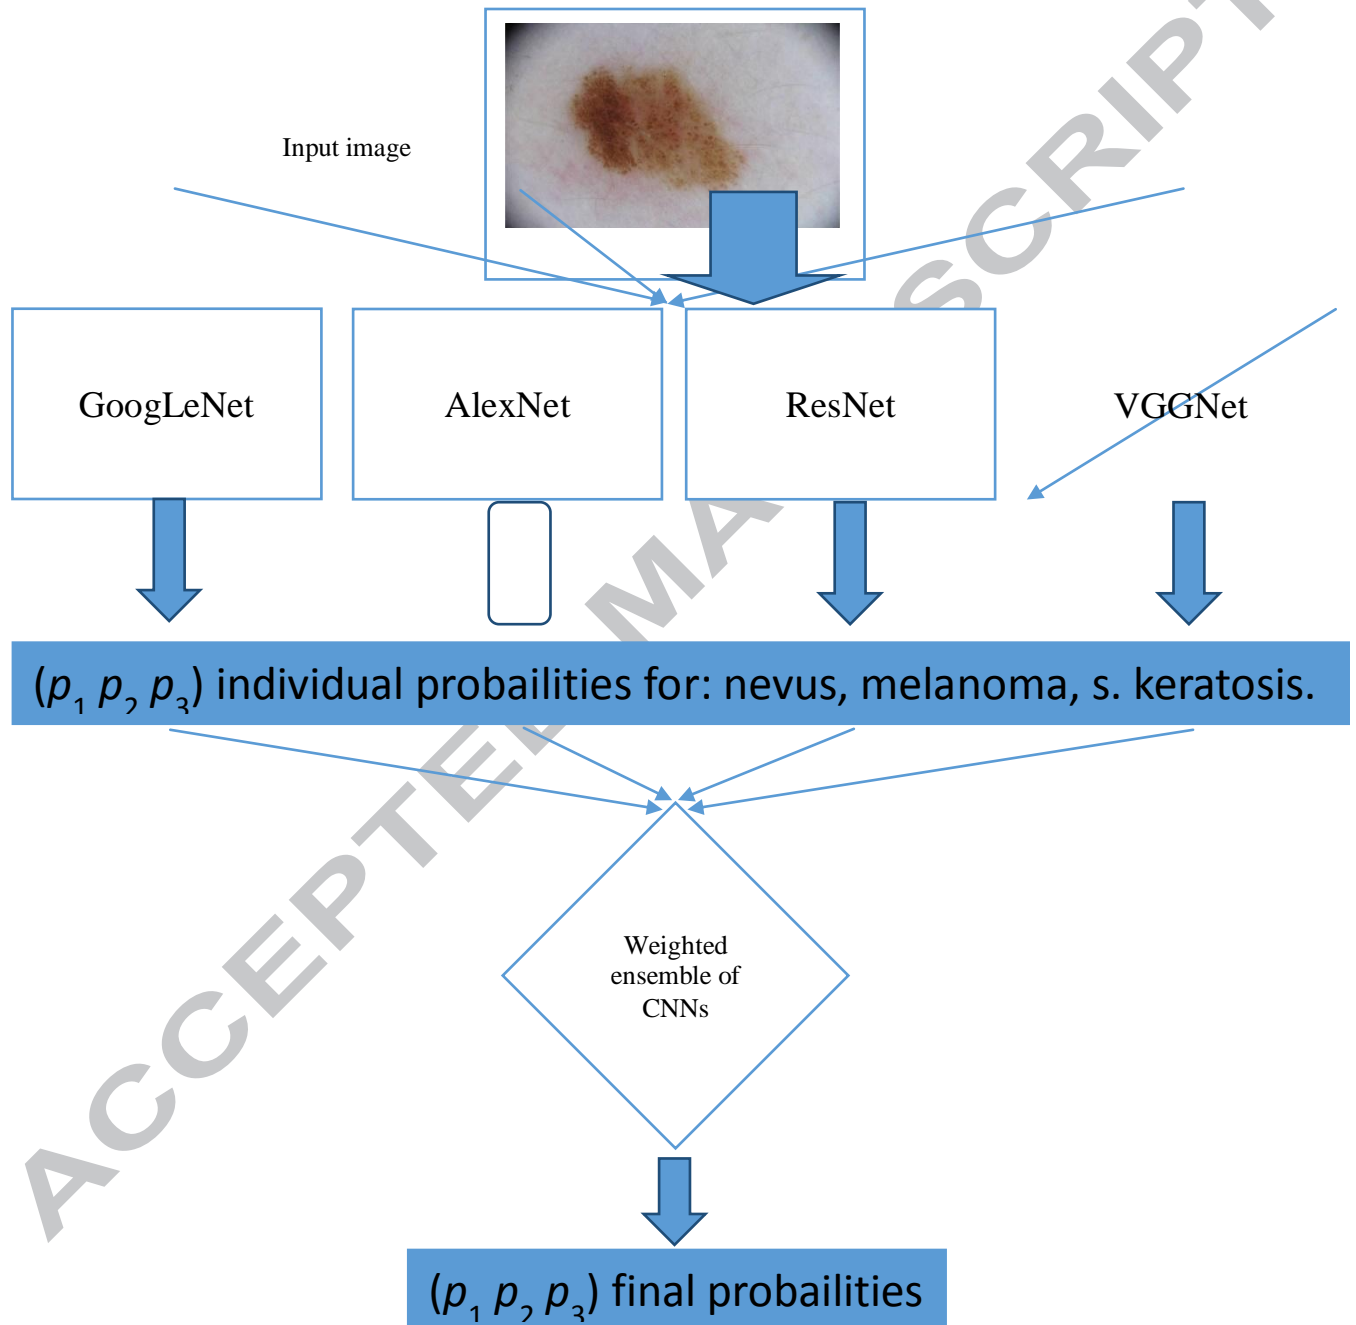 Input image
GoogLeNet
AlexNet
ResNet
VGGNet
(p1 p2 p3) individual probailities for: nevus, melanoma, s. keratosis.
Weighted
ensemble of
CNNs
(p1 p2 p3) final probailities
ACCEPTED MANUSCRIPT